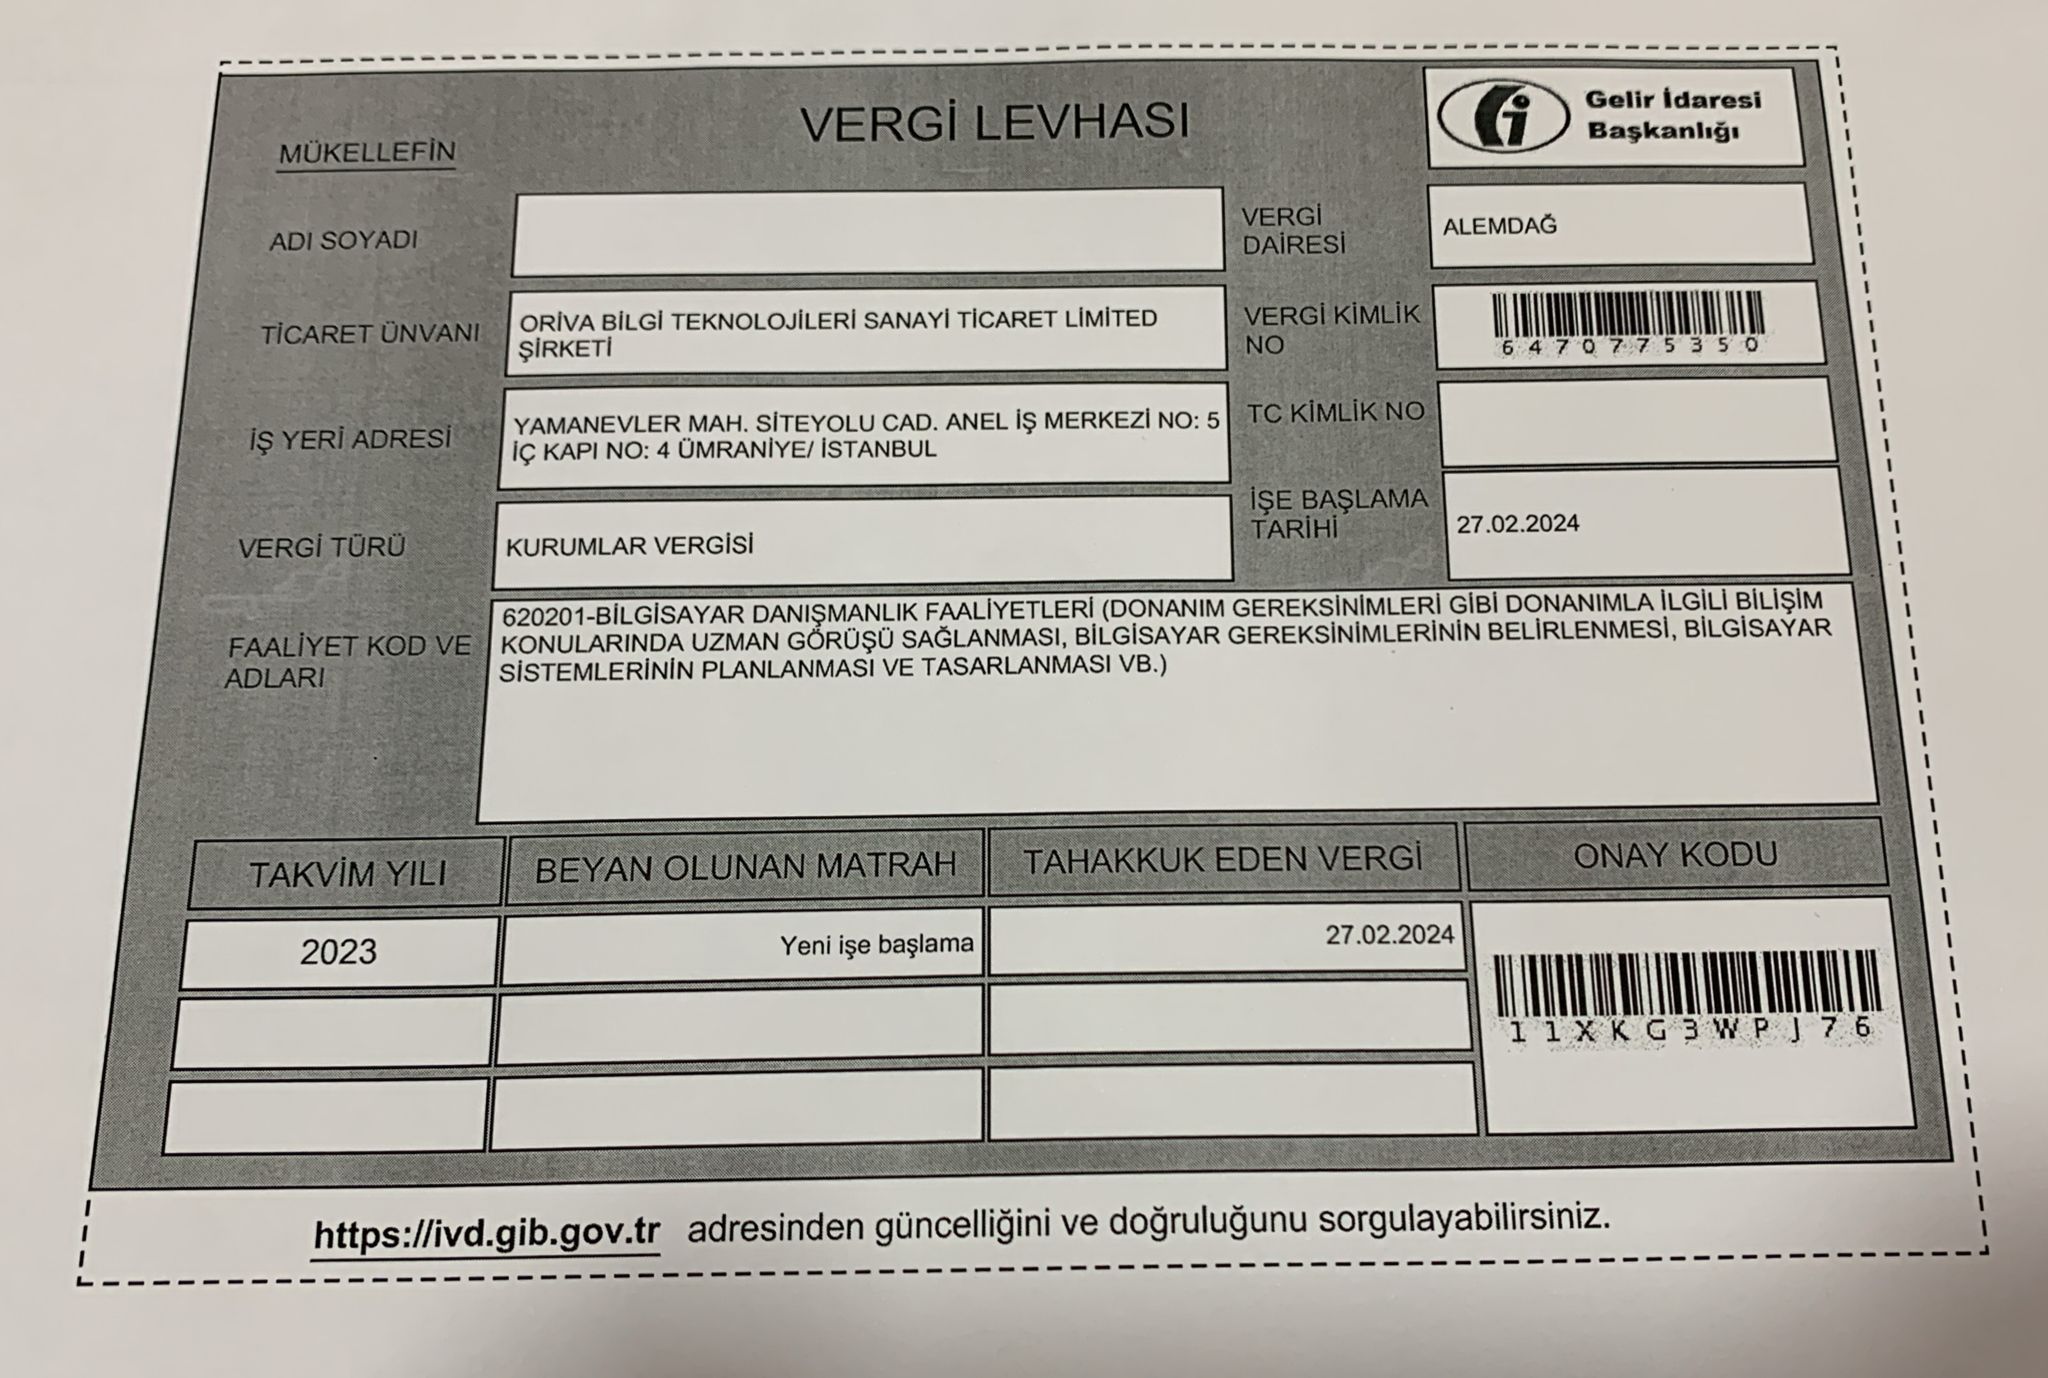 VERGİ LEVHASI
Gelir İdaresi
Başkanlığı
MÜKELLEFİN
ADI SOYADI
VERGİ
DAİRESİ
ALEMDAĞ
TİCARET ÜNVANI
ORİVA BİLGİ TEKNOLOJİLERİ SANAYİ TİCARET LİMİTED
ŞİRKETİ
VERGİ KİMLİK
NO
6470775350
İŞ YERİ ADRESİ
YAMANEVLER MAH. SİTEYOLU CAD. ANEL İŞ MERKEZİ NO: 5
İÇ KAPI NO: 4 ÜMRANİYE/ İSTANBUL
TC KİMLİK NO
VERGİ TÜRÜ
KURUMLAR VERGİSİ
İŞE BAŞLAMA
TARİHİ
27.02.2024
FAALİYET KOD VE
ADLARI
620201-BİLGİSAYAR DANIŞMANLIK FAALİYETLERİ (DONANIM GEREKSİNİMLERİ GİBİ DONANIMLA İLGİLİ BİLİŞİM
KONULARINDA UZMAN GÖRÜŞÜ SAĞLANMASI, BİLGİSAYAR GEREKSİNİMLERİNİN BELİRLENMESİ, BİLGİSAYAR
SİSTEMLERİNİN PLANLANMASI VE TASARLANMASI VB.)
TAKVİM YILI
BEYAN OLUNAN MATRAH
TAHAKKUK EDEN VERGİ
ONAY KODU
2023
Yeni işe başlama
27.02.2024
11XKG3WPJ76
https://ivd.gib.gov.tr adresinden güncelliğini ve doğruluğunu sorgulayabilirsiniz.